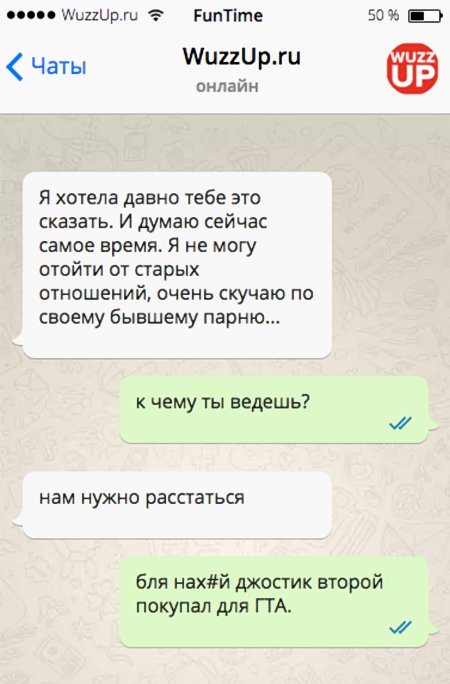 WuzzUp.ru FunTime 50 %
Чаты WuzzUp.ru
онлайн
WUZZ
UP
Я хотела давно тебе это
сказать. И думаю сейчас
самое время. Я не могу
отойти от старых
отношений, очень скучаю по
своему бывшему парню...
к чему ты ведешь?
нам нужно расстаться
бля нах#й джостик второй
покупал для ГТА.